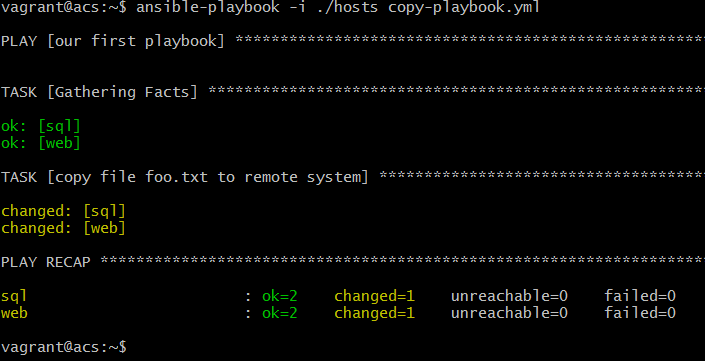 vagrant@acs:~$ ansible-playbook -i ./hosts copy-playbook.yml
PLAY [our first playbook] ****************************************************
TASK [Gathering Facts] *******************************************************
ok: [sql]
ok: [web]
TASK [copy file foo.txt to remote system] ************************************
changed: [sql]
changed: [web]
PLAY RECAP *******************************************************************
sql                        : ok=2    changed=1    unreachable=0    failed=0
web                        : ok=2    changed=1    unreachable=0    failed=0
vagrant@acs:~$